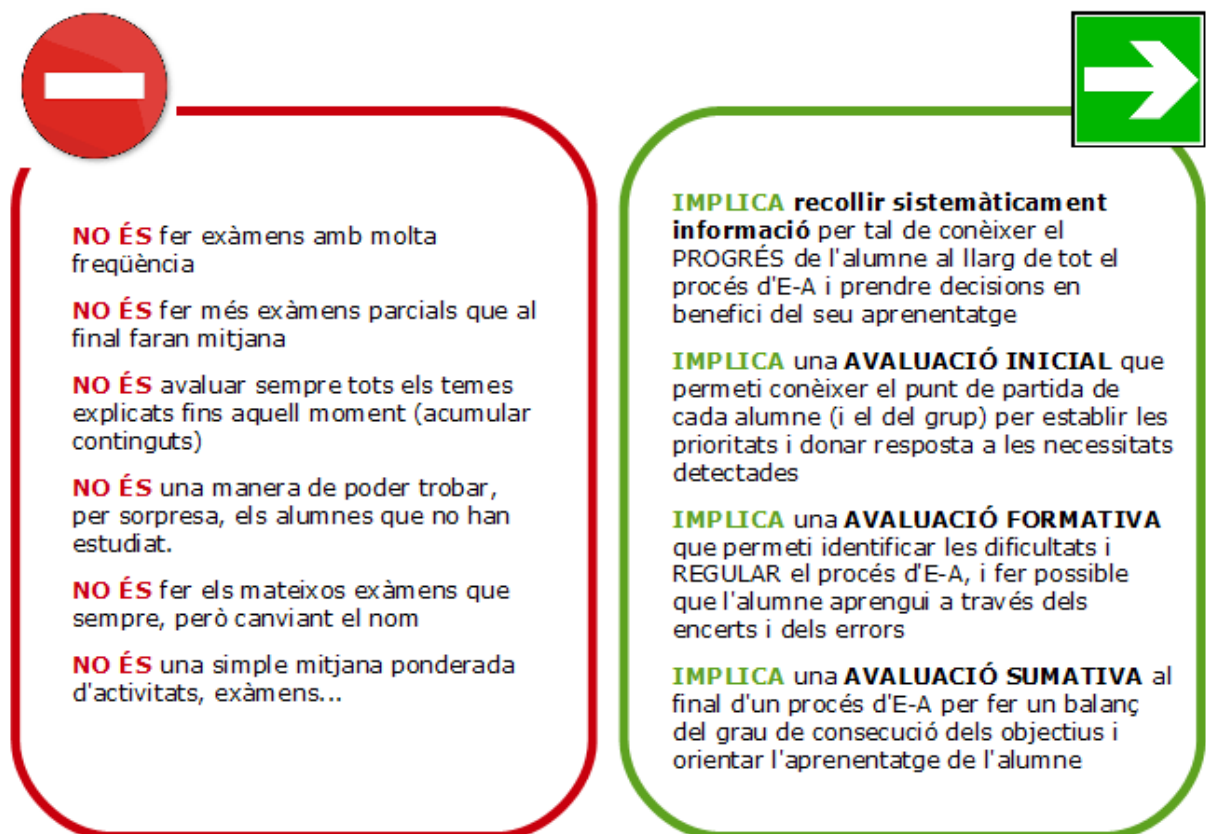 NO ÉS fer exàmens amb molta
freqüència
NO ÉS fer més exàmens parcials que al
final faran mitjana
NO ÉS avaluar sempre tots els temes
explicats fins aquell moment (acumular
continguts)
NO ÉS una manera de poder trobar,
per sorpresa, els alumnes que no han
estudiat.
NO ÉS fer els mateixos exàmens que
sempre, però canviant el nom
NO ÉS una simple mitjana ponderada
d'activitats, exàmens...
IMPLICA recollir sistemàticament
informació per tal de conèixer el
PROGRÉS de l'alumne al llarg de tot el
procés d'E-A i prendre decisions en
benefici del seu aprenentatge
IMPLICA una AVALUACIÓ INICIAL que
permeti conèixer el punt de partida de
cada alumne (i el del grup) per establir les
prioritats i donar resposta a les necessitats
detectades
IMPLICA una AVALUACIÓ FORMATIVA
que permeti identificar les dificultats i
REGULAR el procés d'E-A, i fer possible
que l'alumne aprengui a través dels
encerts i dels errors
IMPLICA una AVALUACIÓ SUMATIVA al
final d'un procés d'E-A per fer un balanç
del grau de consecució dels objectius i
orientar l'aprenentatge de l'alumne